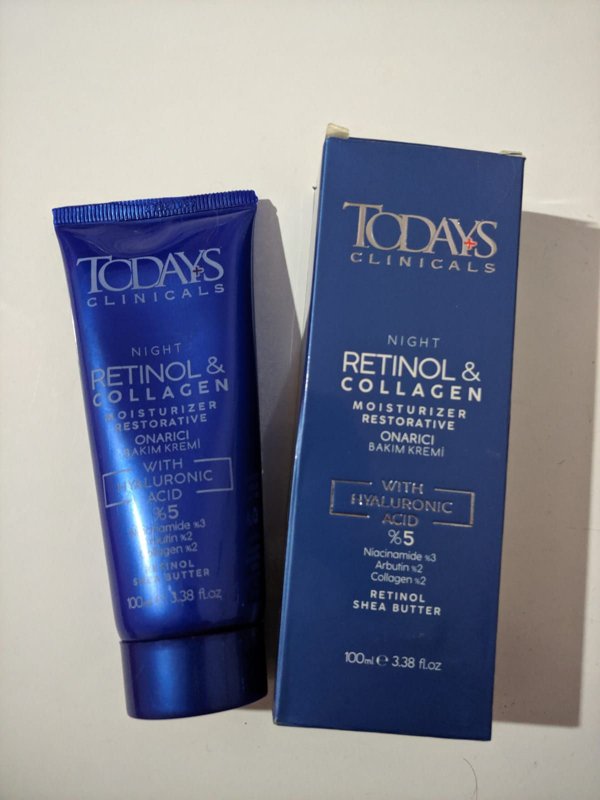 TODAYS
CLINICALS
NIGHT
RETINOL &
COLLAGEN
MOISTURIZER
RESTORATIVE
ONARICI
BAKIM KREMİ
WITH
HYALURONIC
ACID
%5
Niacinamide %3
Arbutin %2
Collagen %2
RETINOL
SHEA BUTTER
100ml ℮ 3.38 fl.oz
TODAYS
CLINICALS
NIGHT
RETINOL &
COLLAGEN
MOISTURIZER
RESTORATIVE
ONARICI
BAKIM KREMİ
WITH
HYALURONIC
ACID
%5
Niacinamide %3
Arbutin %2
Collagen %2
RETINOL
SHEA BUTTER
100ml ℮ 3.38 fl.oz